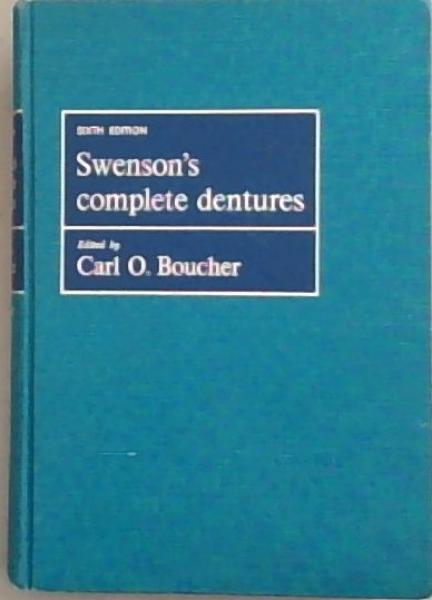 SIXTH EDITION
Swenson's
complete dentures
Edited by
Carl O. Boucher